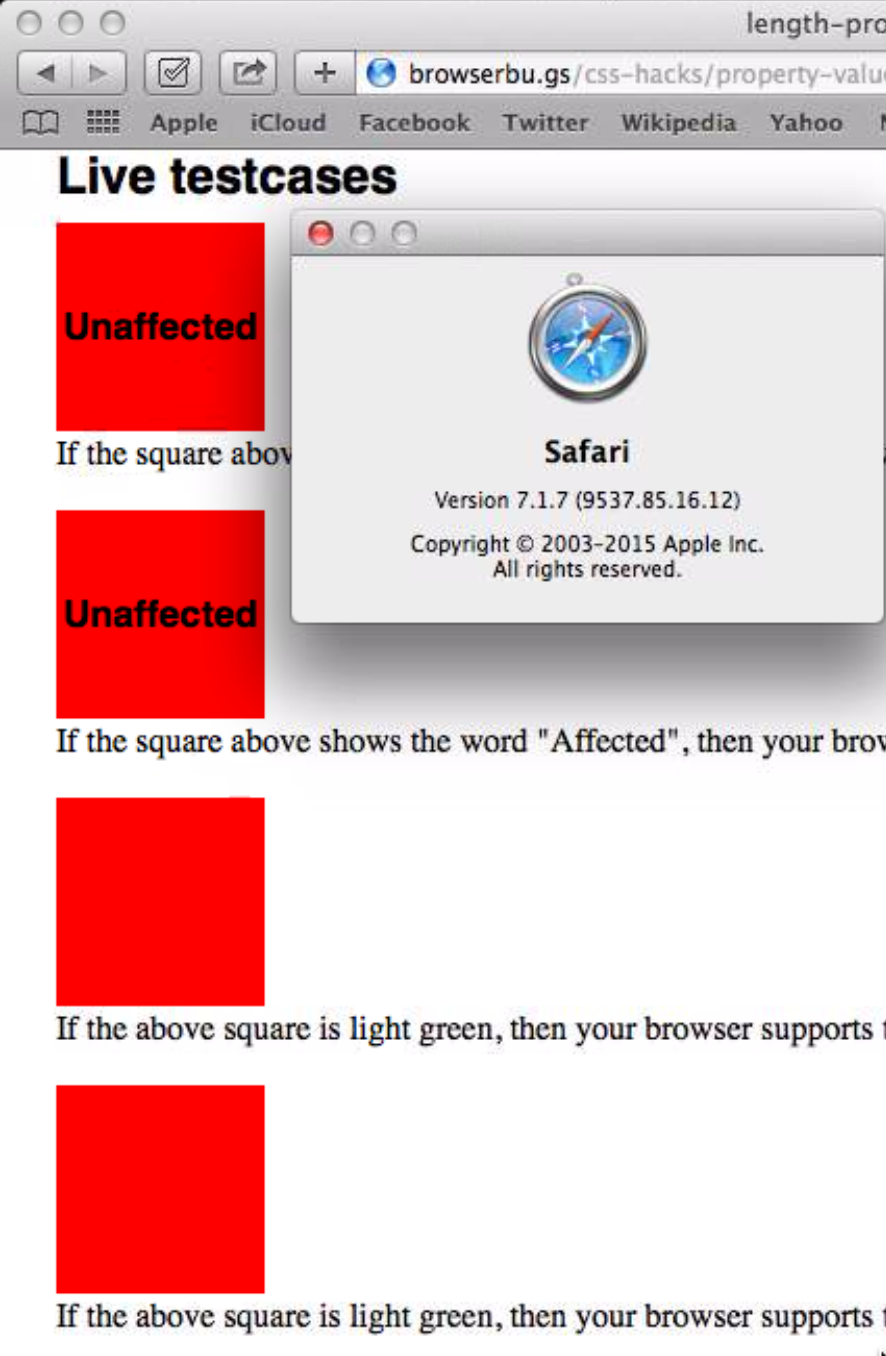 length-pro
browserbu.gs/css-hacks/property-value
Apple iCloud Facebook Twitter Wikipedia Yahoo
Live testcases
Unaffected
If the square abov
Safari
Version 7.1.7 (9537.85.16.12)
Copyright © 2003-2015 Apple Inc.
All rights reserved.
Unaffected
If the square above shows the word "Affected", then your brow
If the above square is light green, then your browser supports t
If the above square is light green, then your browser supports t